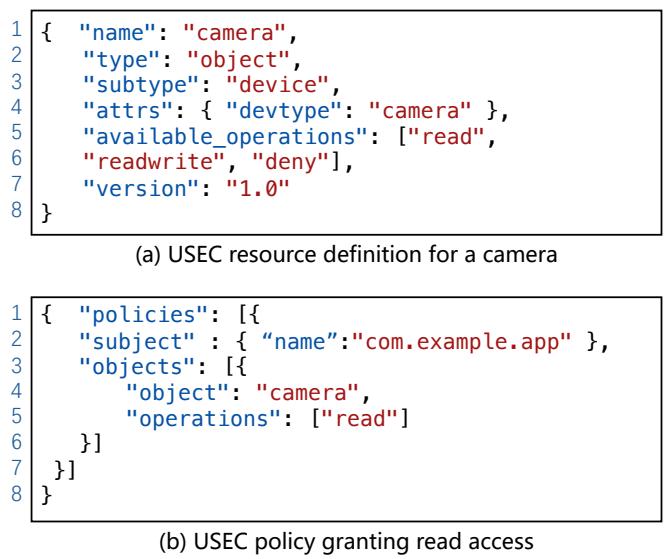 1 {  "name": "camera",
2 "type": "object",
3 "subtype": "device",
4 "attrs": { "devtype": "camera" },
5 "available_operations": ["read",
6 "readwrite", "deny"],
7 "version": "1.0"
8 }
(a) USEC resource definition for a camera
1 {  "policies": [{
2 "subject" : { “name”:"com.example.app" },
3 "objects": [{
4 "object": "camera",
5 "operations": ["read"]
6 }]
7 }]
8 }
(b) USEC policy granting read access